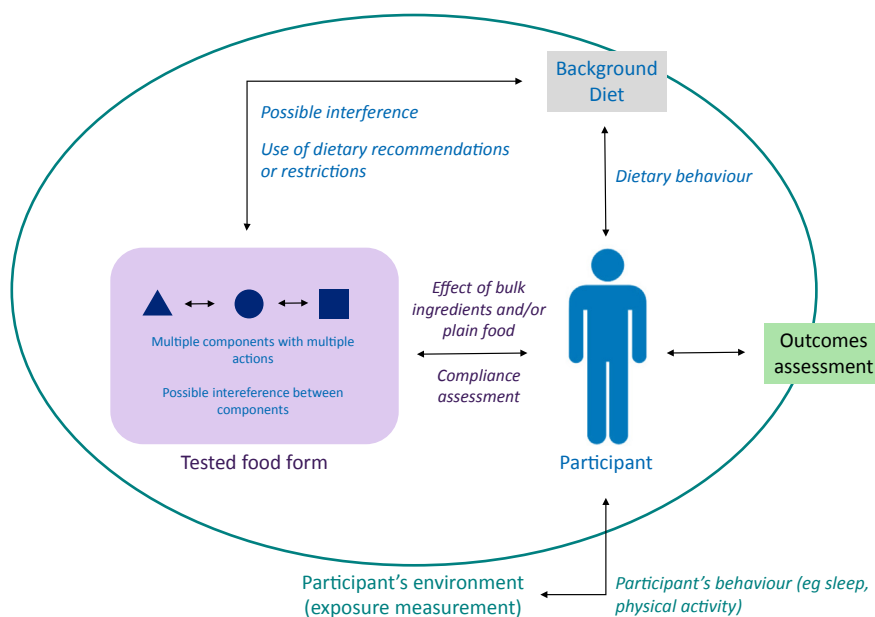 Background
Diet
Possible interference
Use of dietary recommendations
or restrictions
Dietary behaviour
Effect of bulk
ingredients and/or
plain food
Multiple components with multiple
actions
Possible intereference between
components
Compliance
assessment
Outcomes
assessment
Tested food form
Participant
Participant's environment
(exposure measurement)
Participant's behaviour (eg sleep,
physical activity)